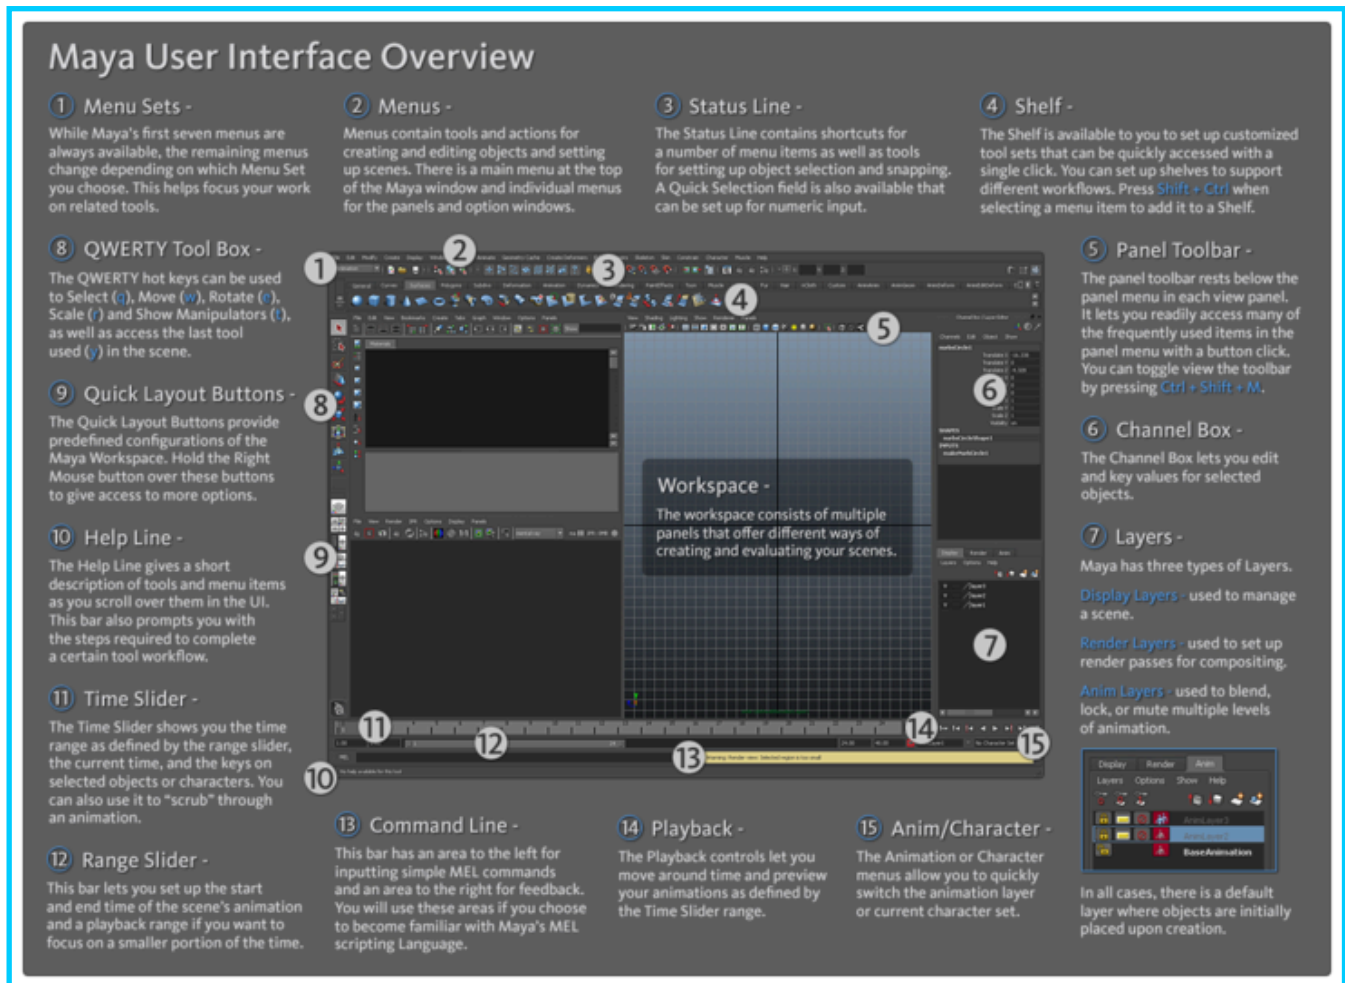 Maya User Interface Overview
1 Menu Sets -
While Maya's first seven menus are
always available, the remaining menus
change depending on which Menu Set
you choose. This helps focus your work
on related tools.
2 Menus -
Menus contain tools and actions for
creating and editing objects and setting
up scenes. There is a main menu at the top
of the Maya window and individual menus
for the panels and option windows.
3 Status Line -
The Status Line contains shortcuts for
a number of menu items as well as tools
for setting up object selection and snapping.
A Quick Selection field is also available that
can be set up for numeric input.
4 Shelf -
The Shelf is available to you to set up customized
tool sets that can be quickly accessed with a
single click. You can set up shelves to support
different workflows. Press Shift + Ctrl when
selecting a menu item to add it to a Shelf.
8 QWERTY Tool Box -
The QWERTY hot keys can be used
to Select (q), Move (w), Rotate (e),
Scale (r) and Show Manipulators (t),
as well as access the last tool
used (y) in the scene.
9 Quick Layout Buttons -
The Quick Layout Buttons provide
predefined configurations of the
Maya Workspace. Hold the Right
Mouse button over these buttons
to give access to more options.
10 Help Line -
The Help Line gives a short
description of tools and menu items
as you scroll over them in the UI.
This bar also prompts you with
the steps required to complete
a certain tool workflow.
11 Time Slider -
The Time Slider shows you the time
range as defined by the range slider,
the current time, and the keys on
selected objects or characters. You
can also use it to "scrub" through
an animation.
12 Range Slider -
This bar lets you set up the start
and end time of the scene's animation
and a playback range if you want to
focus on a smaller portion of the time.
1
2
3
4
5
6
7
8
9
10
11
12
13
14
15
Workspace -
The workspace consists of multiple
panels that offer different ways of
creating and evaluating your scenes.
5 Panel Toolbar -
The panel toolbar rests below the
panel menu in each view panel.
It lets you readily access many of
the frequently used items in the
panel menu with a button click.
You can toggle view the toolbar
by pressing Ctrl + Shift + M.
6 Channel Box -
The Channel Box lets you edit
and key values for selected
objects.
7 Layers -
Maya has three types of Layers.
Display Layers - used to manage
a scene.
Render Layers - used to set up
render passes for compositing.
Anim Layers - used to blend,
lock, or mute multiple levels
of animation.
Display Render Anim
Layers Options Show Help
AnimLayer3
AnimLayer2
BaseAnimation
In all cases, there is a default
layer where objects are initially
placed upon creation.
13 Command Line -
This bar has an area to the left for
inputting simple MEL commands
and an area to the right for feedback.
You will use these areas if you choose
to become familiar with Maya's MEL
scripting Language.
14 Playback -
The Playback controls let you
move around time and preview
your animations as defined by
the Time Slider range.
15 Anim/Character -
The Animation or Character
menus allow you to quickly
switch the animation layer
or current character set.